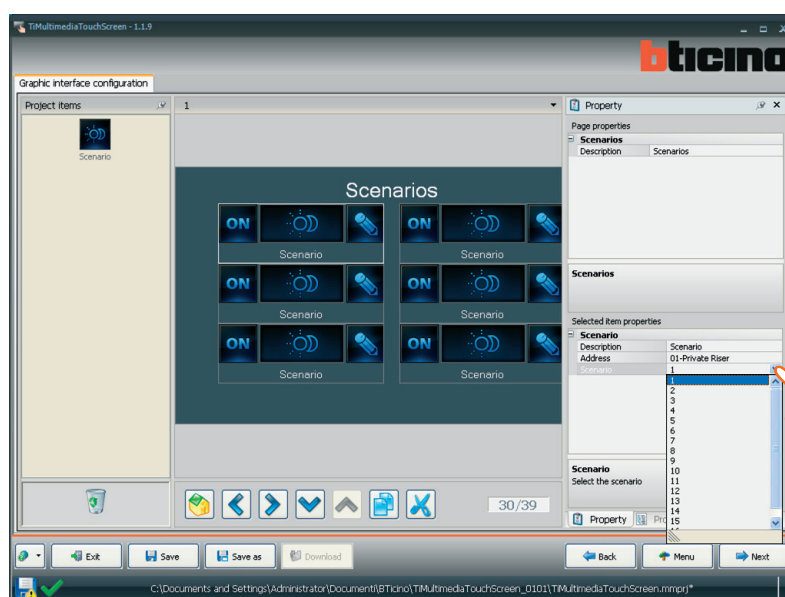 TiMultimediaTouchScreen - 1.1.9
bticino
Graphic interface configuration
Project items
Scenario
1
Scenarios
ON
ON
Scenario
Scenario
ON
ON
Scenario
Scenario
ON
ON
Scenario
Scenario
30/39
Property
Page properties
Scenarios
Description Scenarios
Scenarios
Selected item properties
Scenario
Description Scenario
Address 01-Private Riser
Scenario 1
1
2
3
4
5
6
7
8
9
10
11
12
13
14
15
Scenario
Select the scenario
Property
Exit
Save
Save as
Download
Back
Menu
Next
C:\Documents and Settings\Administrator\Documenti\BTicino\TiMultimediaTouchScreen_0101\TiMultimediaTouchScreen.mmprj*